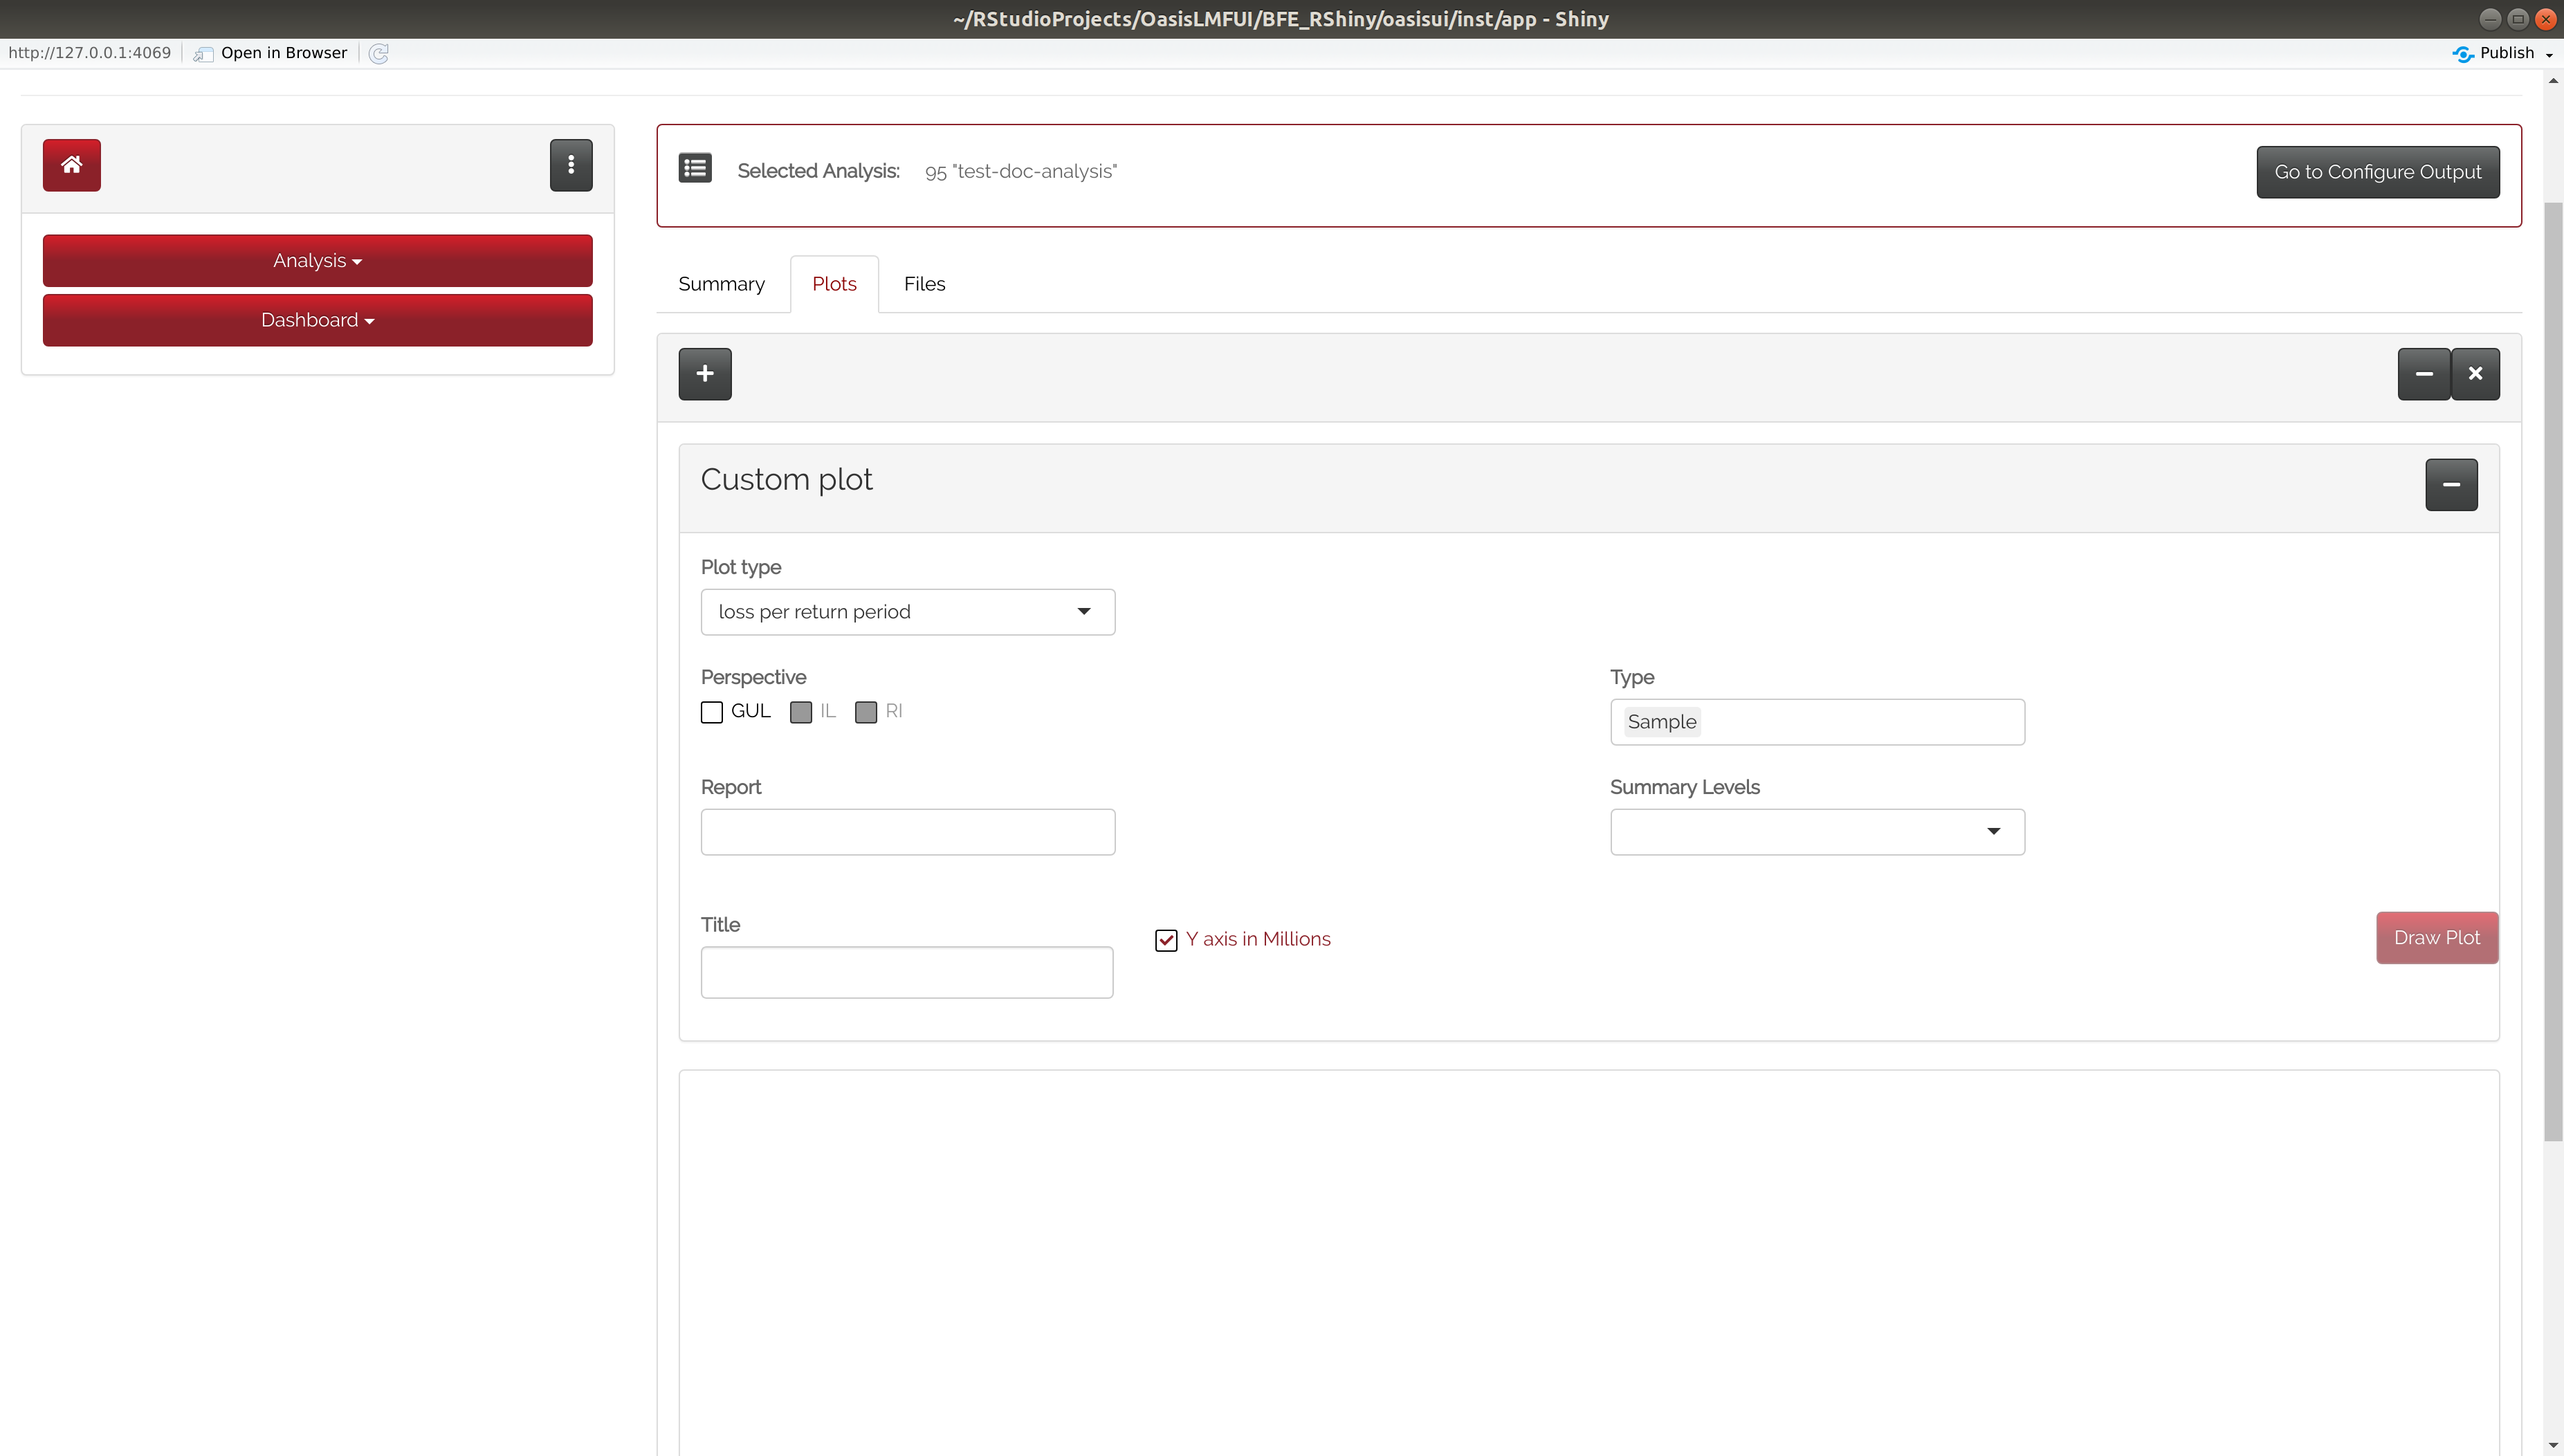 ~/RStudioProjects/OasisLMFUI/BFE_RShiny/oasisui/inst/app - Shiny
http://127.0.0.1:4069 Open in Browser Publish
Selected Analysis: 95 "test-doc-analysis" Go to Configure Output
Analysis
Dashboard
Summary Plots Files
Custom plot
Plot type
loss per return period
Perspective Type
GUL IL RI
Sample
Report Summary Levels
Title
Y axis in Millions
Draw Plot